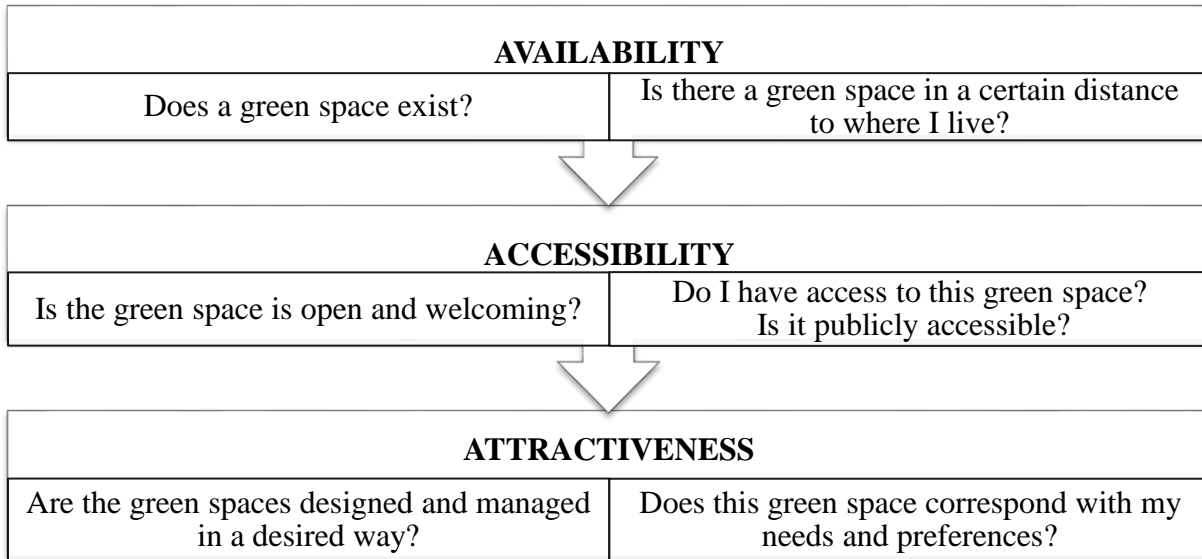 AVAILABILITY
Does a green space exist?
Is there a green space in a certain distance
to where I live?
ACCESSIBILITY
Is the green space is open and welcoming?
Do I have access to this green space?
Is it publicly accessible?
ATTRACTIVENESS
Are the green spaces designed and managed
in a desired way?
Does this green space correspond with my
needs and preferences?